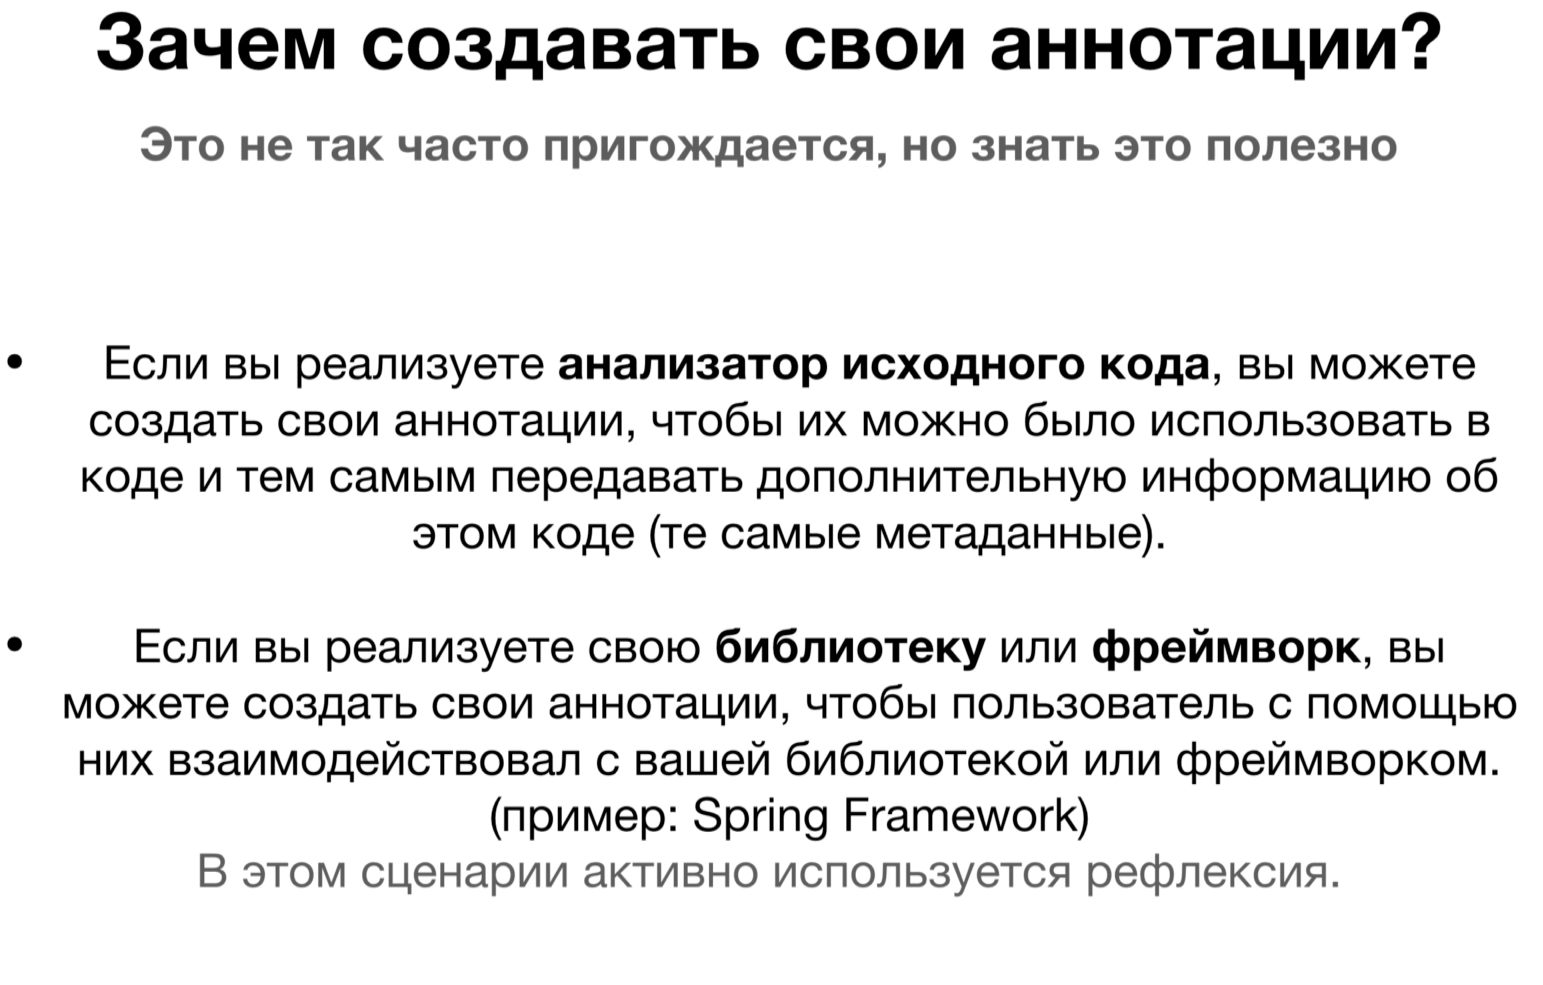 Зачем создавать свои аннотации?
Это не так часто пригождается, но знать это полезно
• Если вы реализуете анализатор исходного кода, вы можете
создать свои аннотации, чтобы их можно было использовать в
коде и тем самым передавать дополнительную информацию об
этом коде (те самые метаданные).
• Если вы реализуете свою библиотеку или фреймворк, вы
можете создать свои аннотации, чтобы пользователь с помощью
них взаимодействовал с вашей библиотекой или фреймворком.
(пример: Spring Framework)
В этом сценарии активно используется рефлексия.